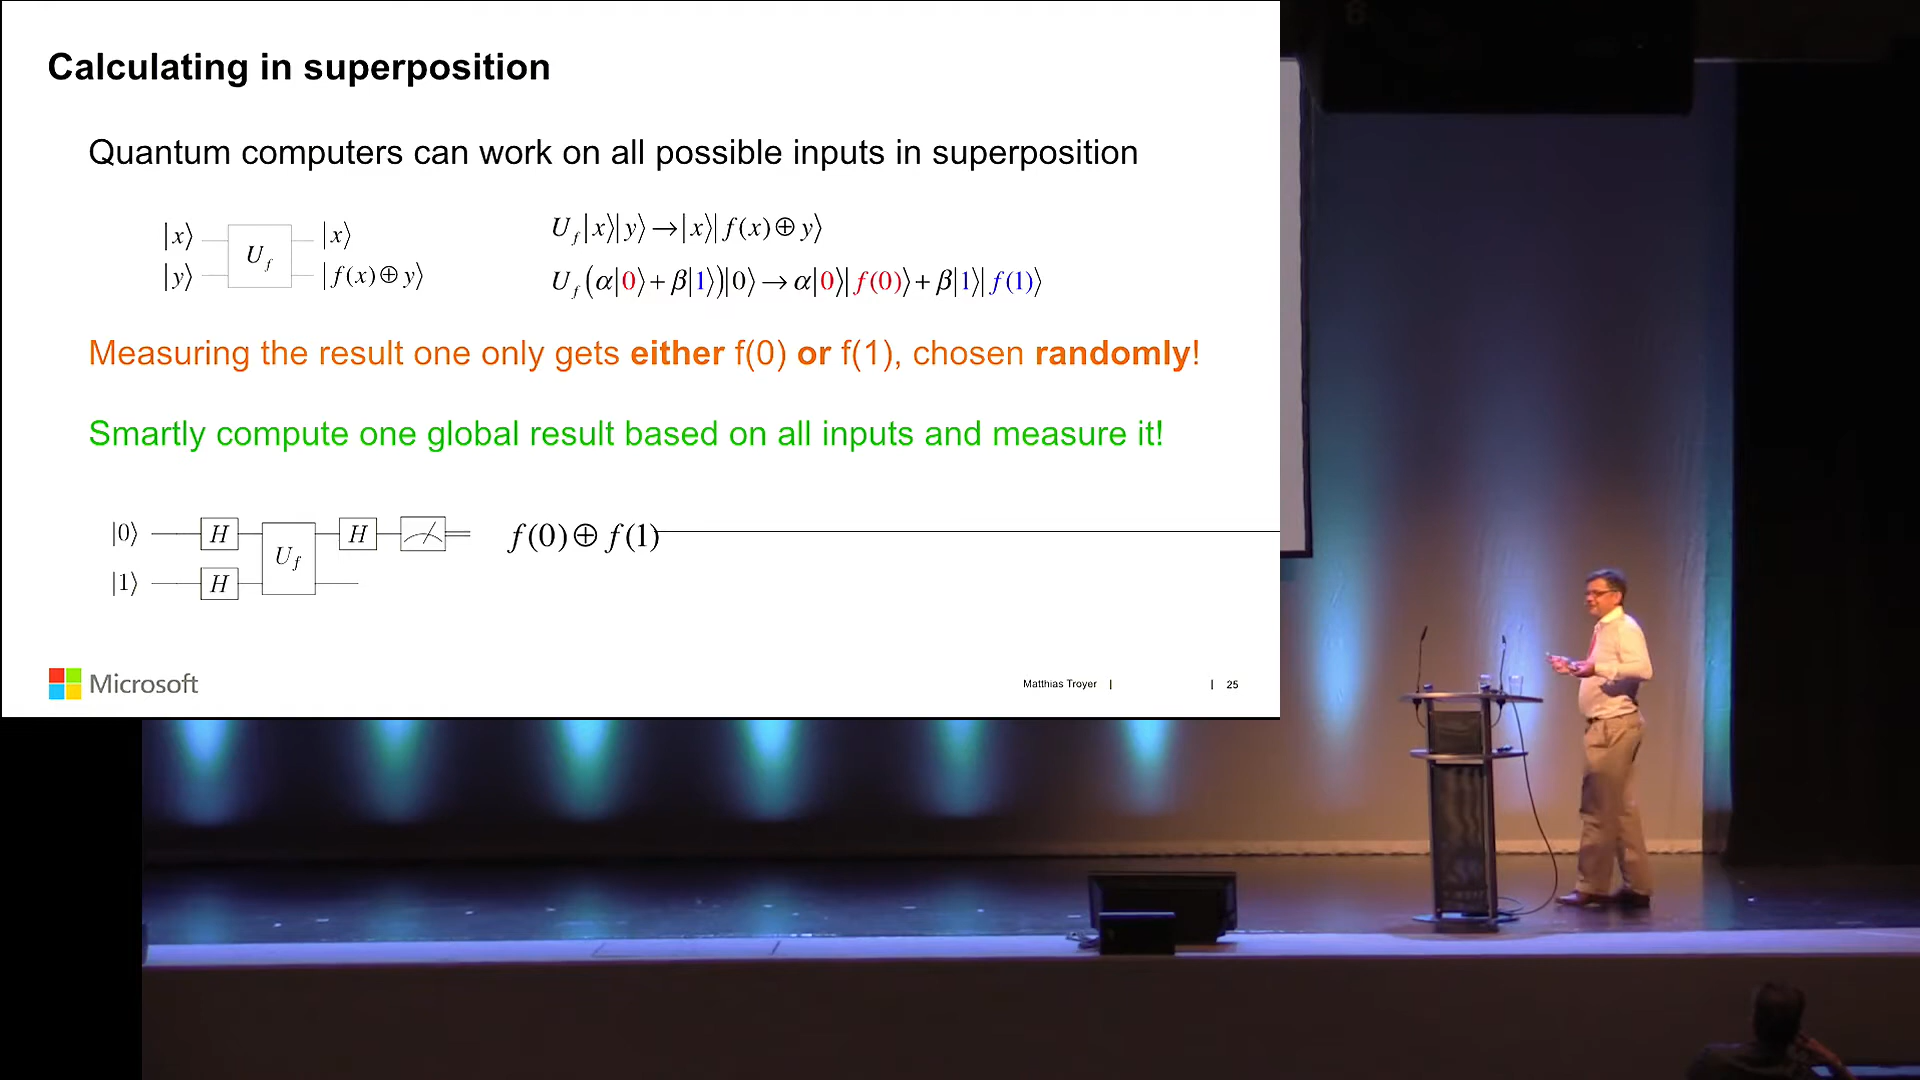 Calculating in superposition
Quantum computers can work on all possible inputs in superposition
|x⟩ U_f |x⟩
|y⟩ |f(x)⊕y⟩
U_f|x⟩|y⟩→|x⟩|f(x)⊕y⟩
U_f(α|0⟩+β|1⟩)|0⟩→α|0⟩|f(0)⟩+β|1⟩|f(1)⟩
Measuring the result one only gets either f(0) or f(1), chosen randomly!
Smartly compute one global result based on all inputs and measure it!
|0⟩ H U_f H f(0)⊕f(1)
|1⟩ H
Microsoft
Matthias Troyer | | 25